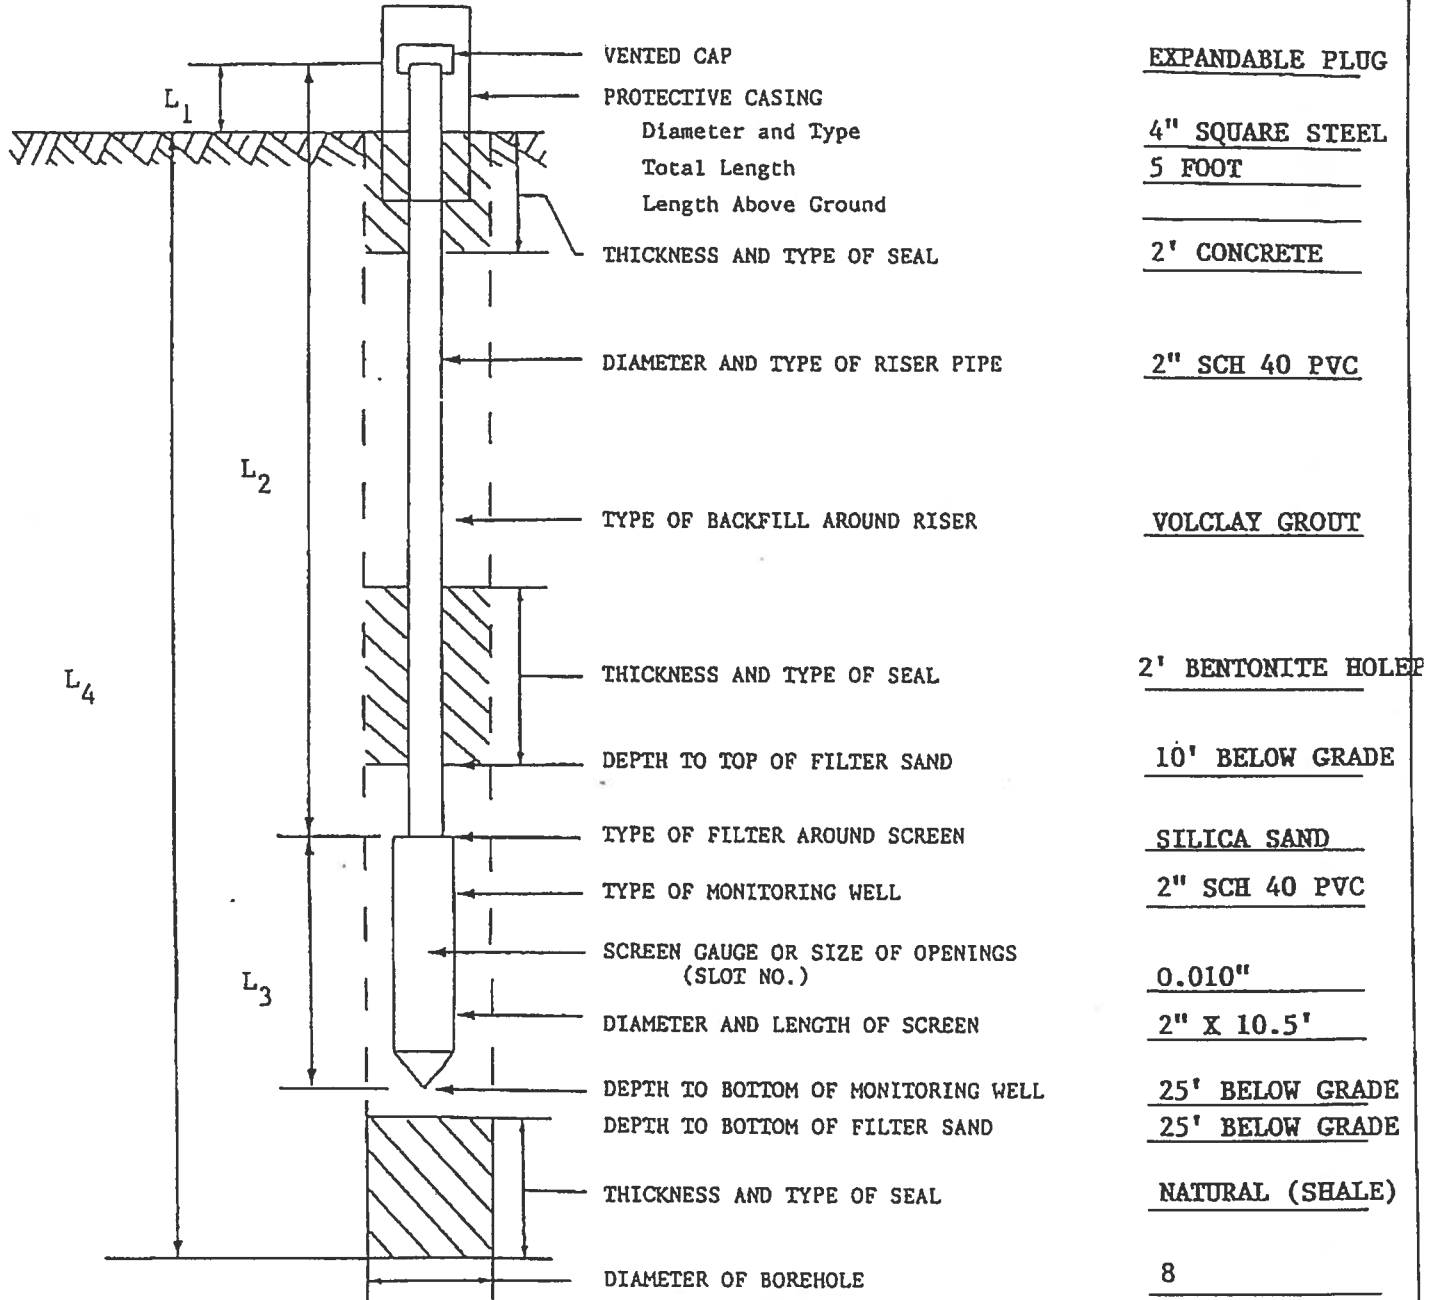 VENTED CAP EXPANDABLE PLUG
L1 PROTECTIVE CASING
Diameter and Type 4" SQUARE STEEL
Total Length 5 FOOT
Length Above Ground
THICKNESS AND TYPE OF SEAL 2' CONCRETE
DIAMETER AND TYPE OF RISER PIPE 2" SCH 40 PVC
L2
TYPE OF BACKFILL AROUND RISER VOLCLAY GROUT
L4 THICKNESS AND TYPE OF SEAL 2' BENTONITE HOLEP
DEPTH TO TOP OF FILTER SAND 10' BELOW GRADE
TYPE OF FILTER AROUND SCREEN SILICA SAND
TYPE OF MONITORING WELL 2" SCH 40 PVC
SCREEN GAUGE OR SIZE OF OPENINGS
(SLOT NO.) 0.010"
L3
DIAMETER AND LENGTH OF SCREEN 2" X 10.5'
DEPTH TO BOTTOM OF MONITORING WELL 25' BELOW GRADE
DEPTH TO BOTTOM OF FILTER SAND 25' BELOW GRADE
THICKNESS AND TYPE OF SEAL NATURAL (SHALE)
DIAMETER OF BOREHOLE 8